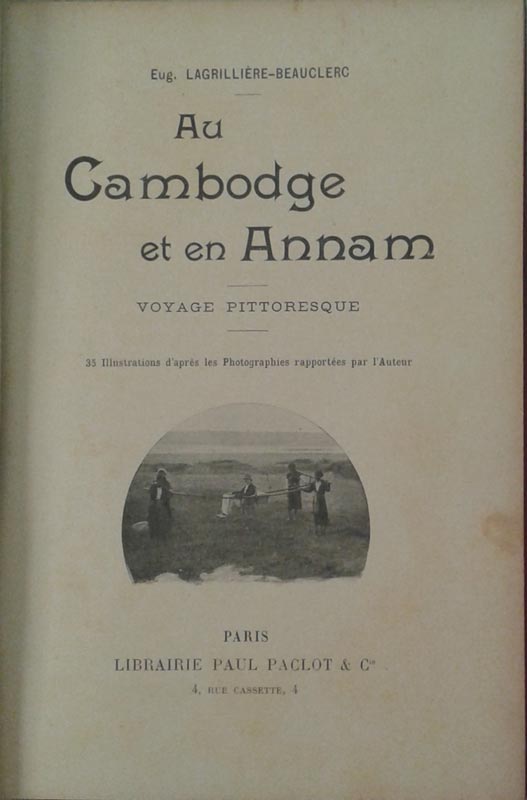 Eug. LAGRILLIÈRE-BEAUCLERC
Au
Cambodge
et en Annam
VOYAGE PITTORESQUE
35 Illustrations d'après les Photographies rapportées par l'Auteur
PARIS
LIBRAIRIE PAUL PACLOT & Cie
4, RUE CASSETTE, 4